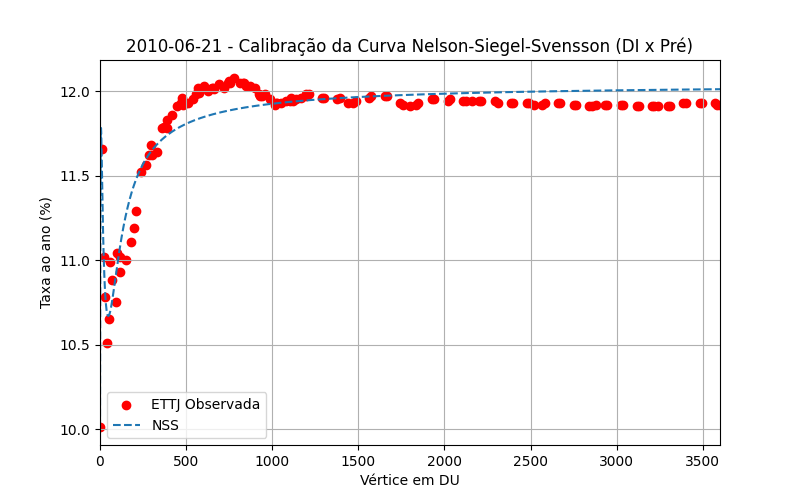 2010-06-21 - Calibração da Curva Nelson-Siegel-Svensson (DI x Pré)
Taxa ao ano (%)
12.0
11.5
11.0
10.5
10.0
ETTJ Observada
NSS
0 500 1000 1500 2000 2500 3000 3500
Vértice em DU